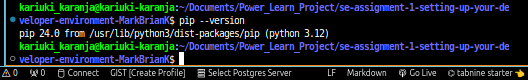 kariuki_karanja@kariuki-karanja:~/Documents/Power_Learn_Project/se-assignment-1-setting-up-your-de
veloper-environment-MarkBrianK$ pip --version
pip 24.0 from /usr/lib/python3/dist-packages/pip (python 3.12)
kariuki_karanja@kariuki-karanja:~/Documents/Power_Learn_Project/se-assignment-1-setting-up-your-de
veloper-environment-MarkBrianK$
0 0 Connect GIST [Create Profile] Select Postgres Server LF Markdown Go Live tabnine starter